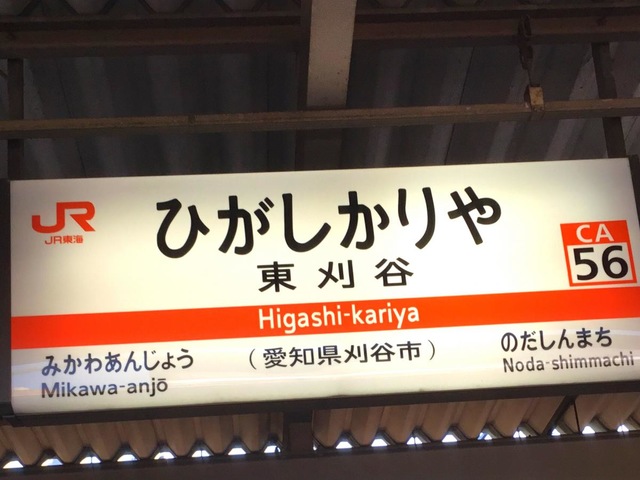 JR
JR東海
ひがしかりや
東刈谷
CA
56
Higashi-kariya
みかわあんじょう
Mikawa-anjō
(愛知県刈谷市)
のだしんまち
Noda-shimmachi